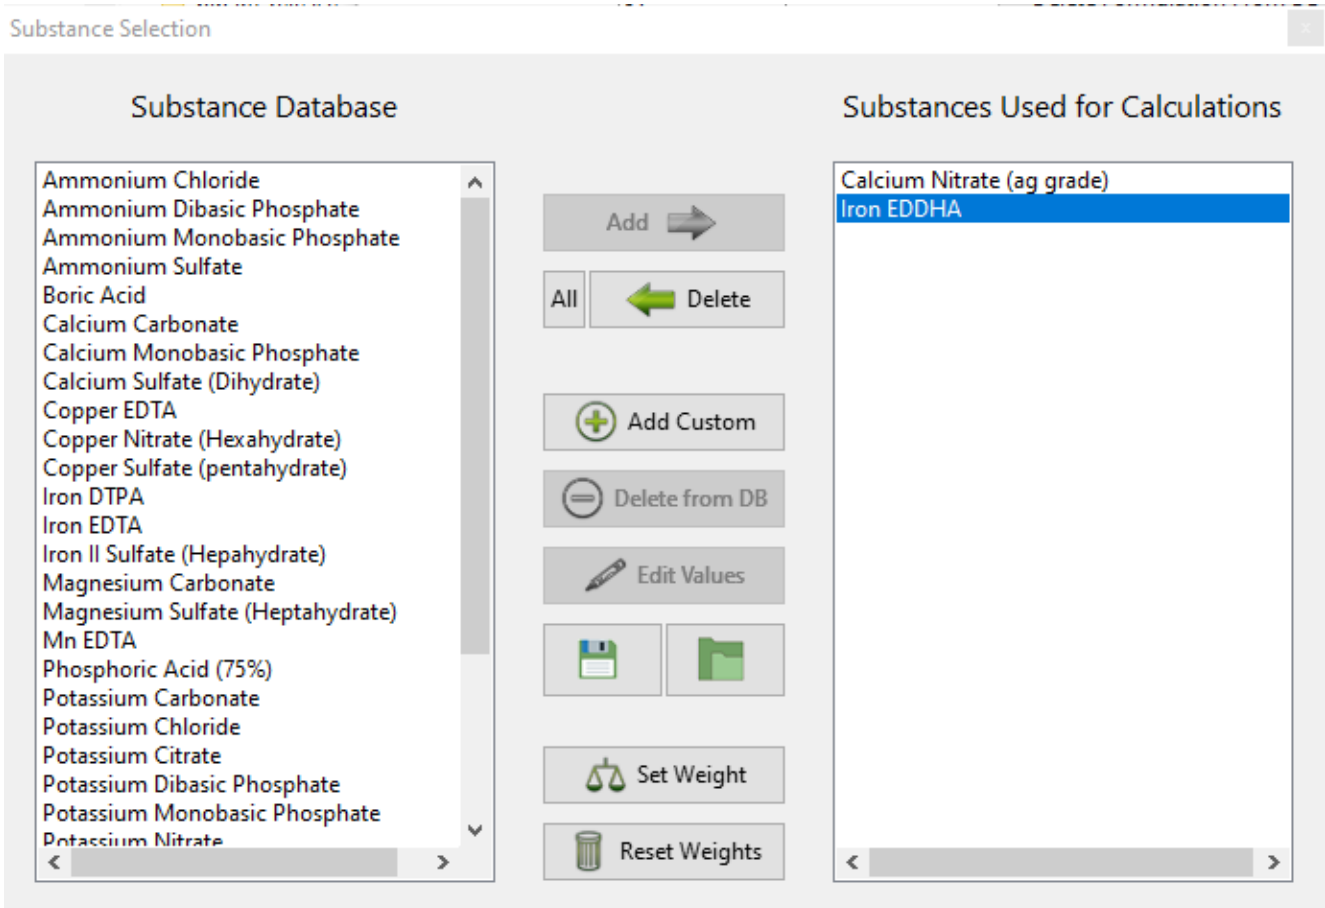 Substance Selection
x
Substance Database
Substances Used for Calculations
Ammonium Chloride
Ammonium Dibasic Phosphate
Ammonium Monobasic Phosphate
Ammonium Sulfate
Boric Acid
Calcium Carbonate
Calcium Monobasic Phosphate
Calcium Sulfate (Dihydrate)
Copper EDTA
Copper Nitrate (Hexahydrate)
Copper Sulfate (pentahydrate)
Iron DTPA
Iron EDTA
Iron II Sulfate (Hepahydrate)
Magnesium Carbonate
Magnesium Sulfate (Heptahydrate)
Mn EDTA
Phosphoric Acid (75%)
Potassium Carbonate
Potassium Chloride
Potassium Citrate
Potassium Dibasic Phosphate
Potassium Monobasic Phosphate
Potassium Nitrate
Add
All
Delete
Add Custom
Delete from DB
Edit Values
Set Weight
Reset Weights
Calcium Nitrate (ag grade)
Iron EDDHA